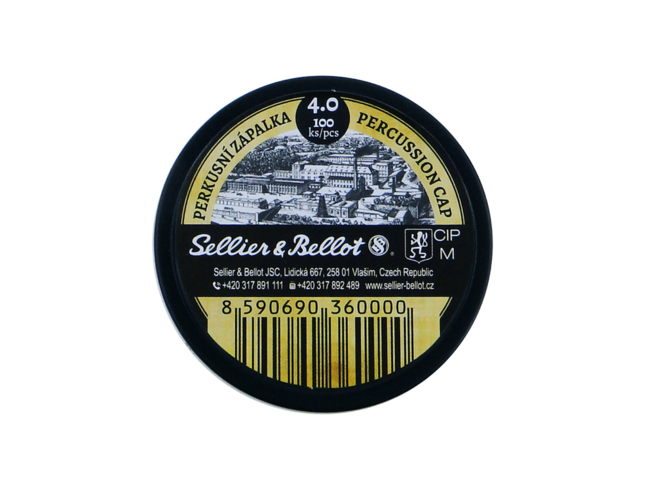 4.0
100
ks/pcs
PERKUSNÍ ZÁPALKA
PERCUSSION CAP
Sellier & Bellot
CIP
M
Sellier & Bellot JSC, Lidická 667, 258 01 Vlašim, Czech Republic
+420 317 891 111 +420 317 892 489 www.sellier-bellot.cz
8 590690 360000